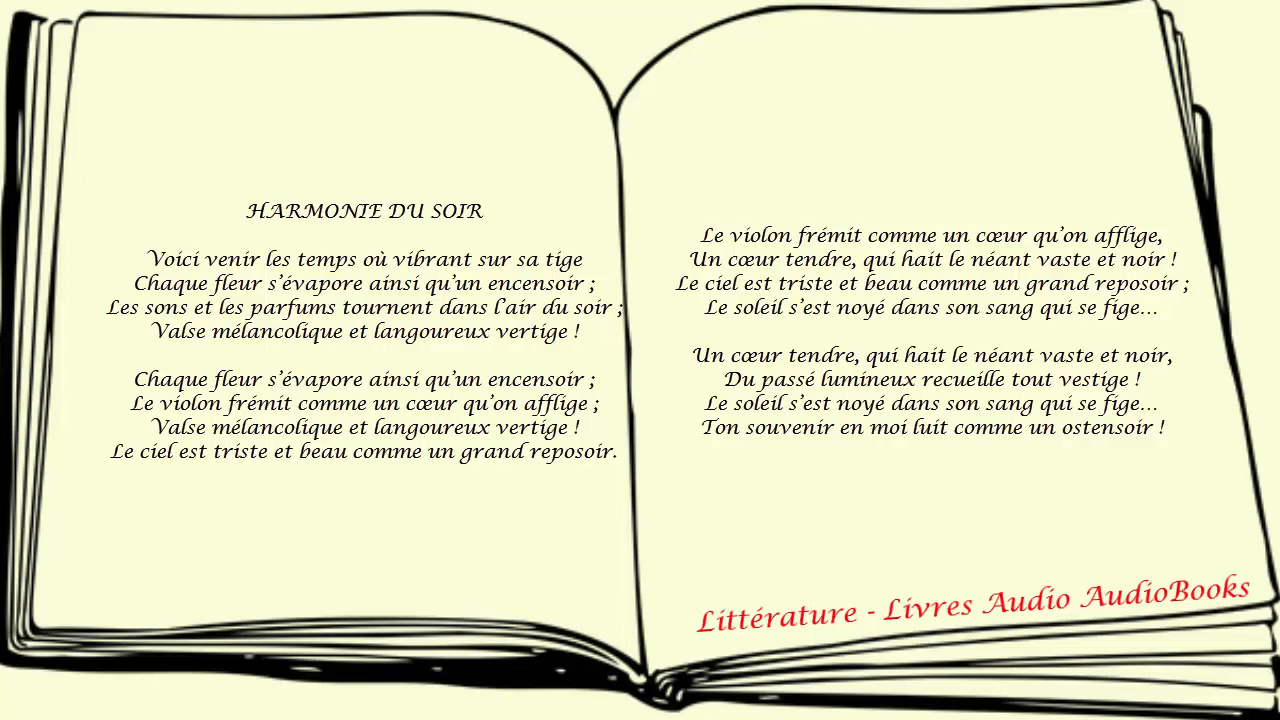 HARMONIE DU SOIR
Voici venir les temps où vibrant sur sa tige
Chaque fleur s'évapore ainsi qu'un encensoir ;
Les sons et les parfums tournent dans l'air du soir ;
Valse mélancolique et langoureux vertige !
Chaque fleur s'évapore ainsi qu'un encensoir ;
Le violon frémit comme un cœur qu'on afflige ;
Valse mélancolique et langoureux vertige !
Le ciel est triste et beau comme un grand reposoir.
Le violon frémit comme un cœur qu'on afflige,
Un cœur tendre, qui hait le néant vaste et noir !
Le ciel est triste et beau comme un grand reposoir ;
Le soleil s'est noyé dans son sang qui se fige...
Un cœur tendre, qui hait le néant vaste et noir,
Du passé lumineux recueille tout vestige !
Le soleil s'est noyé dans son sang qui se fige...
Ton souvenir en moi luit comme un ostensoir !
Littérature - Livres Audio AudioBooks